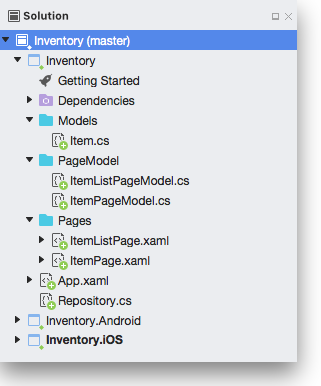 Solution
Inventory (master)
Inventory
Getting Started
Dependencies
Models
Item.cs
PageModel
ItemListPageModel.cs
ItemPageModel.cs
Pages
ItemListPage.xaml
ItemPage.xaml
App.xaml
Repository.cs
Inventory.Android
Inventory.iOS